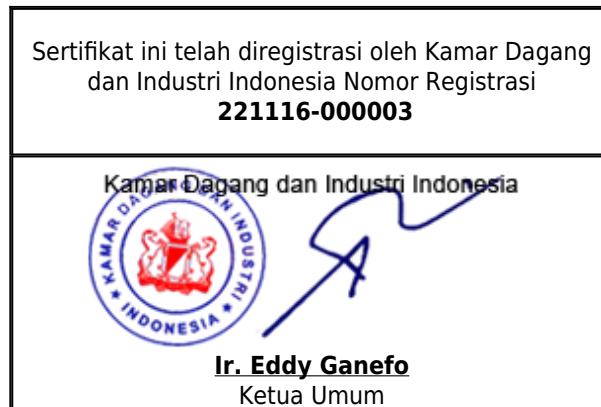 Sertifikat ini telah diregistrasi oleh Kamar Dagang
dan Industri Indonesia Nomor Registrasi
221116-000003
Kamar Dagang dan Industri Indonesia
KAMAR DAGANG DAN INDUSTRI
INDONESIA
Ir. Eddy Ganefo
Ketua Umum